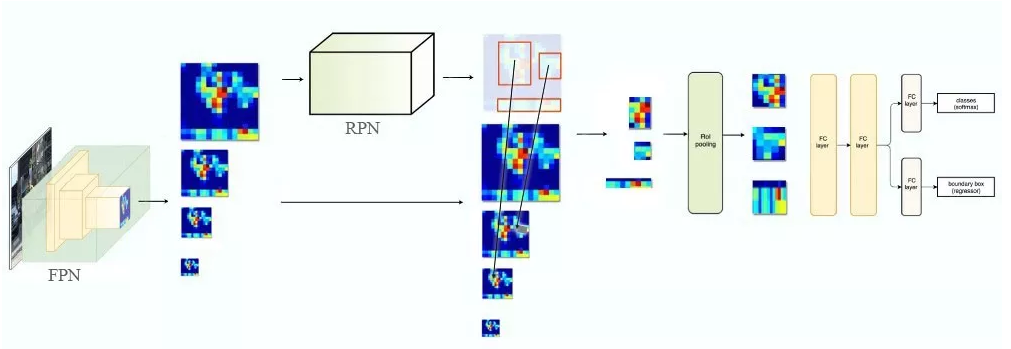 FPN
RPN
RoI
pooling
FC
layer
FC
layer
FC
layer
classes
(softmax)
FC
layer
boundary box
(regressor)